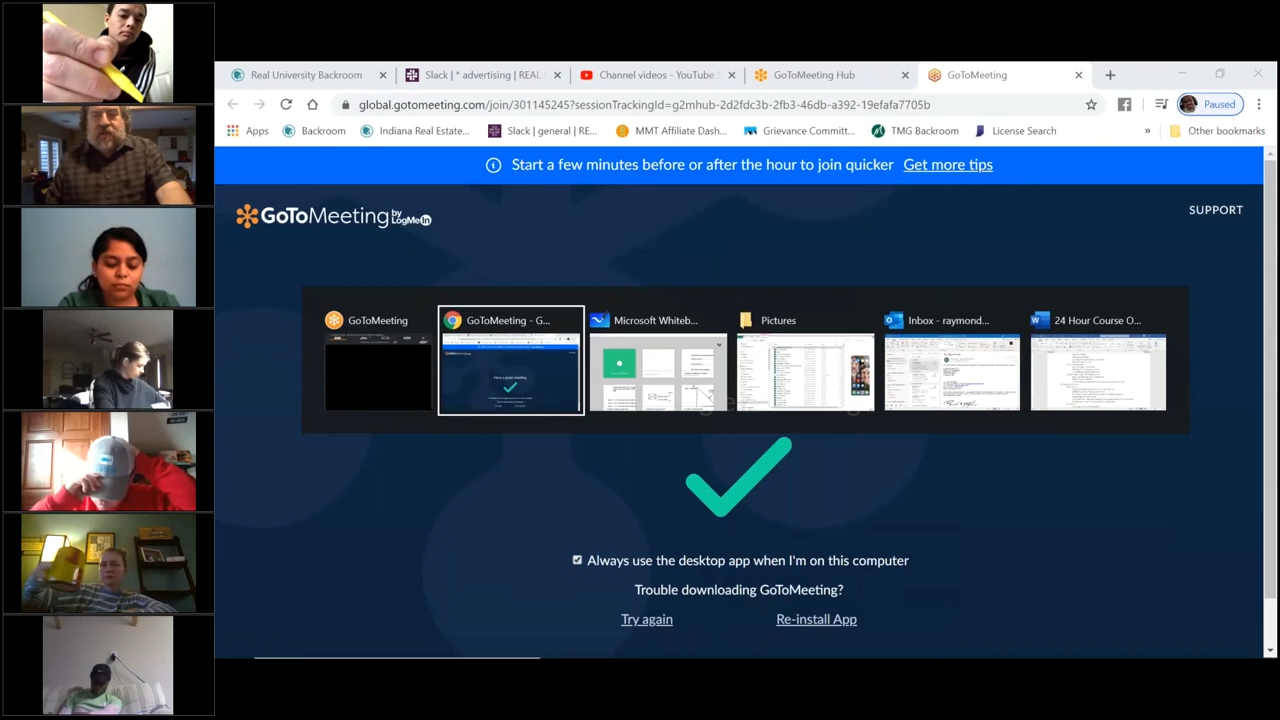 Real University Backroom
Slack | * advertising | REAL
Channel videos - YouTube
GoToMeeting Hub
GoToMeeting
global.gotomeeting.com/join/301145245?sessionTrackingId=g2mhub-2d2fdc3b-2fb3-46db-a392-19efafa7705b
Paused
Apps
Backroom
Indiana Real Estate...
Slack | general | RE...
MMT Affiliate Dash...
Grievance Committ...
TMG Backroom
License Search
»
Other bookmarks
Start a few minutes before or after the hour to join quicker Get more tips
GoToMeeting by LogMeIn
SUPPORT
GoToMeeting
GoToMeeting - G...
Microsoft Whiteb...
Pictures
Inbox - raymond...
24 Hour Course O...
Always use the desktop app when I'm on this computer
Trouble downloading GoToMeeting?
Try again
Re-install App